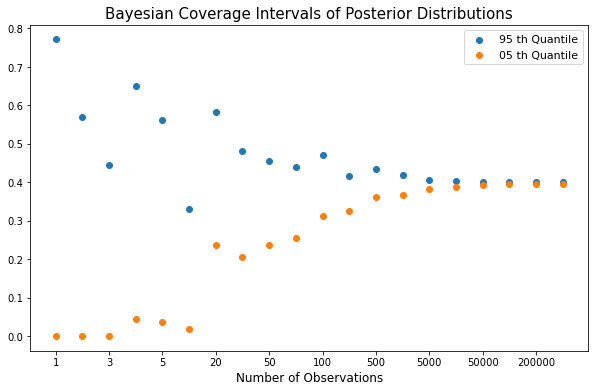 Bayesian Coverage Intervals of Posterior Distributions
95 th Quantile
05 th Quantile
0.8
0.7
0.6
0.5
0.4
0.3
0.2
0.1
0.0
1 3 5 20 50 100 500 5000 50000 200000
Number of Observations